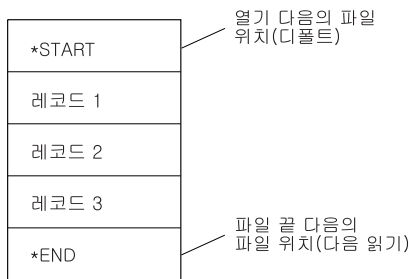 열기 다음의 파일
위치(디폴트)
*START
레코드 1
레코드 2
레코드 3
파일 끝 다음의
파일 위치(다음 읽기)
*END